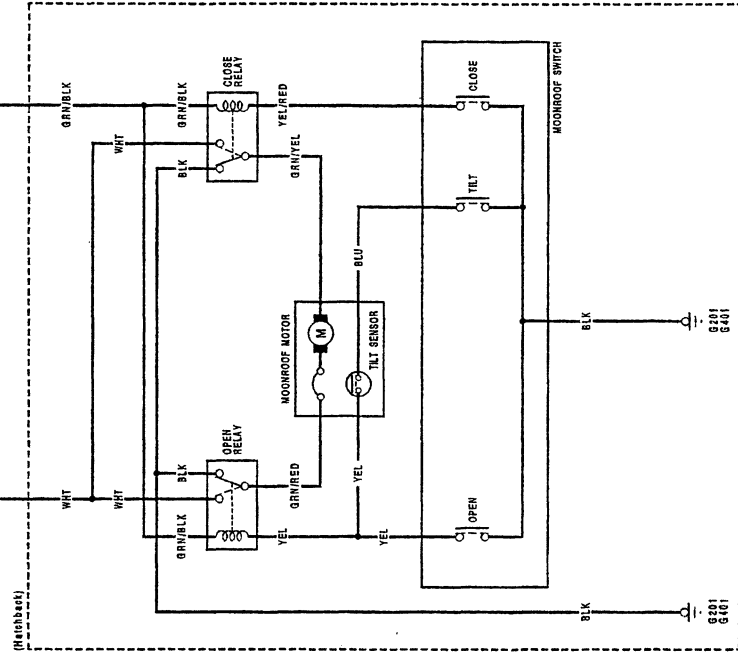 (Hatchback)
GRN/BLK
WHT
GRN/BLK
BLK
CLOSE
RELAY
YEL/RED
GRN/YEL
MOONROOF SWITCH
CLOSE
TILT
BLU
MOONROOF MOTOR
M
TILT SENSOR
BLK
G201
G401
WHT
WHT
BLK
GRN/BLK
OPEN
RELAY
GRN/RED
YEL
YEL
YEL
OPEN
BLK
G201
G401